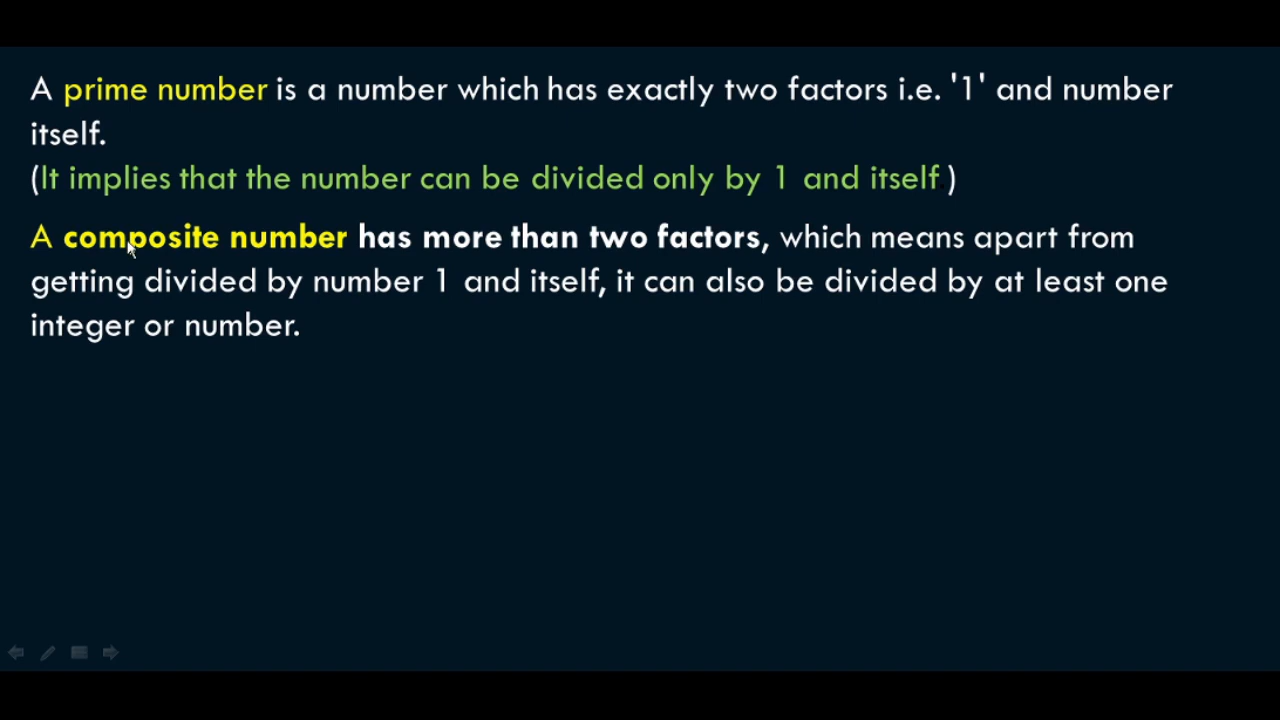 A prime number is a number which has exactly two factors i.e. '1' and number
itself.
(It implies that the number can be divided only by 1 and itself.)
A composite number has more than two factors, which means apart from
getting divided by number 1 and itself, it can also be divided by at least one
integer or number.